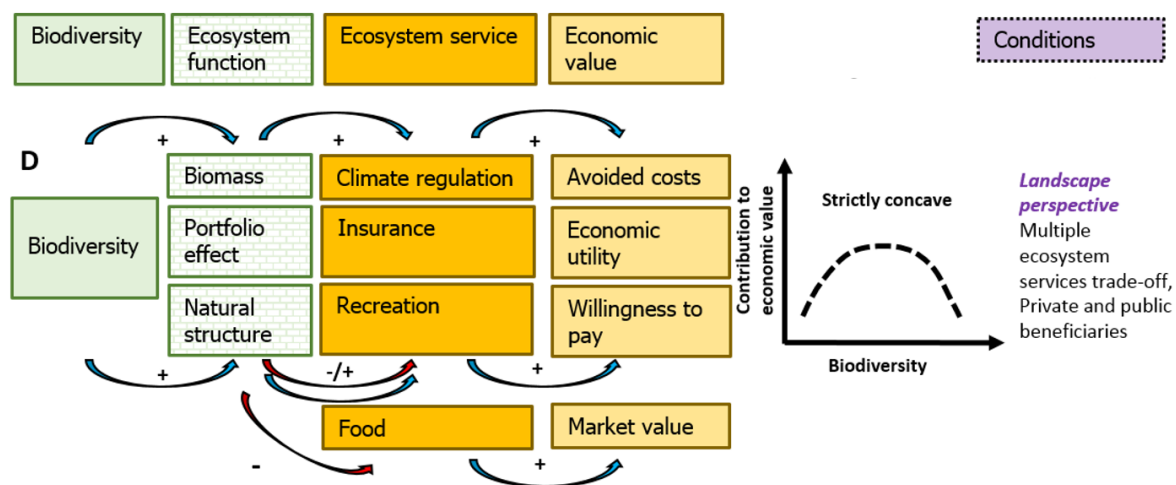 Biodiversity
Ecosystem
function
Ecosystem service
Economic
value
Conditions
+
+
+
D
Biomass
Climate regulation
Avoided costs
Biodiversity
Portfolio
effect
Insurance
Economic
utility
Natural
structure
Recreation
Willingness to
pay
+
-/+
+
Food
Market value
-
+
Contribution to
economic value
Strictly concave
Biodiversity
Landscape
perspective
Multiple
ecosystem
services trade-off,
Private and public
beneficiaries